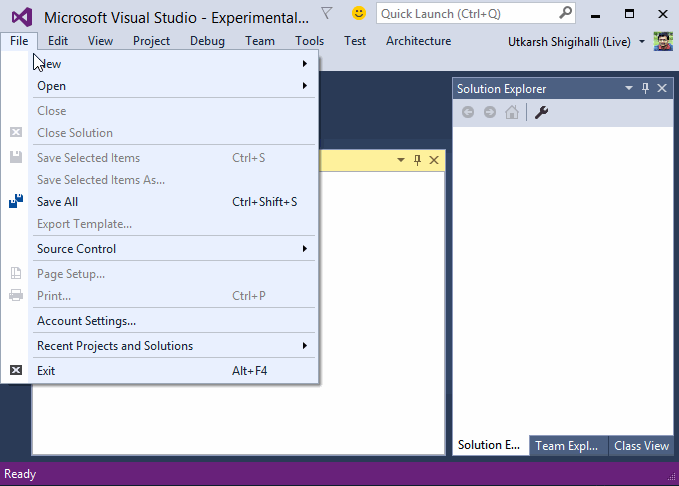 Microsoft Visual Studio - Experimental...
Quick Launch (Ctrl+Q)
File Edit View Project Debug Team Tools Test Architecture Utkarsh Shigihalli (Live)
Open
Close
Close Solution
Save Selected Items Ctrl+S
Save Selected Items As...
Save All Ctrl+Shift+S
Export Template...
Source Control
Page Setup...
Print... Ctrl+P
Account Settings...
Recent Projects and Solutions
Exit Alt+F4
Solution Explorer
Solution E... Team Expl... Class View
Ready